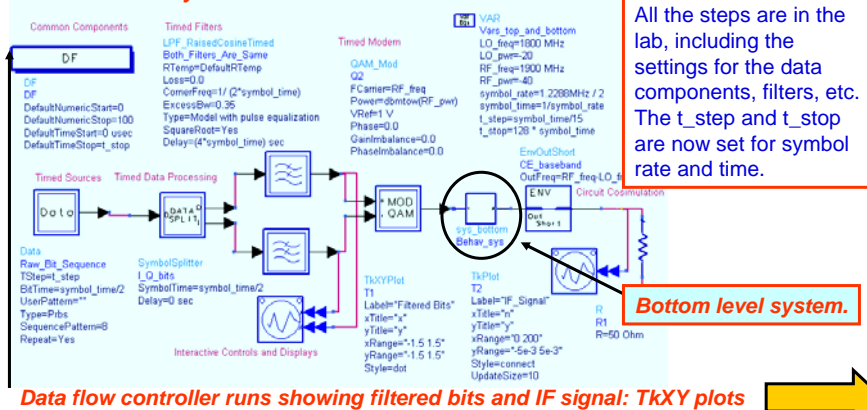 Common Components
Timed Filters
DF
DF
DF
DefaultNumericStart=0
DefaultNumericStop=100
DefaultTimeStart=0 usec
DefaultTimeStop=t_stop
LPF_RaisedCosineTimed
Both_Filters_Are_Same
RTemp=DefaultRTemp
Loss=0.0
CornerFreq=1/ (2*symbol_time)
ExcessBw=0.35
Type=Model with pulse equalization
SquareRoot=Yes
Delay=(4*symbol_time) sec
Timed Modem
QAM_Mod
Q2
FCarrier=RF_freq
Power=dbmtow(RF_pwr)
VRef=1 V
Phase=0.0
GainImbalance=0.0
PhaseImbalance=0.0
Var
Eqn
VAR
Vars_top_and_bottom
LO_freq=1800 MHz
LO_pwr=-20
RF_freq=1900 MHz
RF_pwr=-40
symbol_rate=1.2288MHz / 2
symbol_time=1/symbol_rate
t_step=symbol_time/15
t_stop=128 * symbol_time
All the steps are in the
lab, including the
settings for the data
components, filters, etc.
The t_step and t_stop
are now set for symbol
rate and time.
EnvOutShort
CE_baseband
OutFreq=RF_freq-LO_f
Circuit Cosimulation
Timed Sources
Timed Data Processing
Data
DATA
SPLIT
MOD
QAM
ENV
Out
Short
sys_bottom
Behav_sys
Data
Raw_Bit_Sequence
TStep=t_step
BitTime=symbol_time/2
UserPattern=""
Type=Prbs
SequencePattern=8
Repeat=Yes
SymbolSplitter
I_Q_bits
SymbolTime=symbol_time/2
Delay=0 sec
Interactive Controls and Displays
TkXYPlot
T1
Label="Filtered Bits"
xTitle="x"
yTitle="y"
xRange="-1.5 1.5"
yRange="-1.5 1.5"
Style=dot
TkPlot
T2
Label="IF_Signal"
xTitle="n"
yTitle="y"
xRange="0 200"
yRange="-5e-3 5e-3"
Style=connect
UpdateSize=10
R
R1
R=50 Ohm
Bottom level system.
Data flow controller runs showing filtered bits and IF signal: TkXY plots